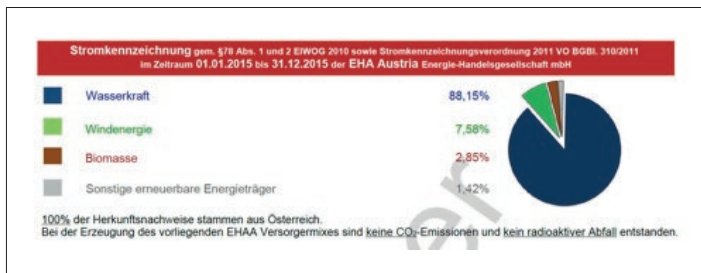 Stromkennzeichnung gem. §78 Abs. 1 und 2 ElWOG 2010 sowie Stromkennzeichnungsverordnung 2011 VO BGBl. 310/2011
im Zeitraum 01.01.2015 bis 31.12.2015 der EHA Austria Energie-Handelsgesellschaft mbH
Wasserkraft 88,15%
Windenergie 7,58%
Biomasse 2,85%
Sonstige erneuerbare Energieträger 1,42%
100% der Herkunftsnachweise stammen aus Österreich.
Bei der Erzeugung des vorliegenden EHAA Versorgermixes sind keine CO₂-Emissionen und kein radioaktiver Abfall entstanden.